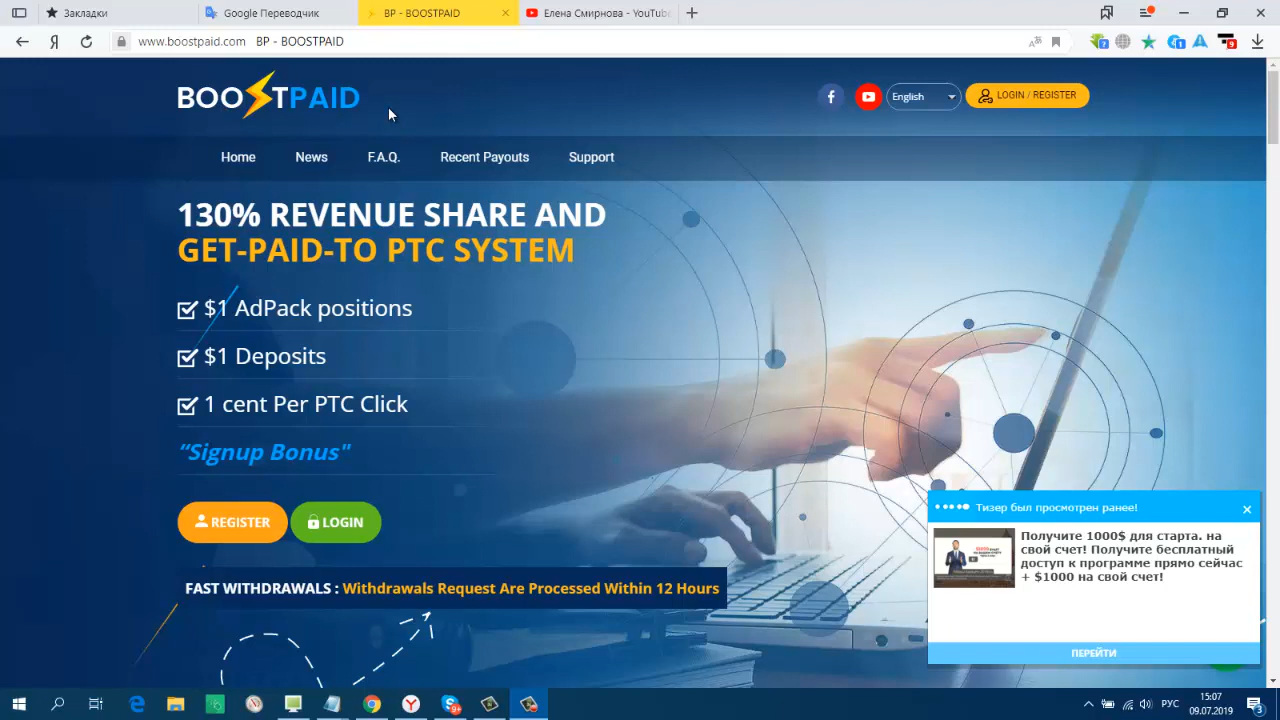 Закладки
Google Переводчик
BP - BOOSTPAID
Елена Смирнова - YouTube
www.boostpaid.com BP - BOOSTPAID
BOOSTPAID
English
LOGIN / REGISTER
Home News F.A.Q. Recent Payouts Support
130% REVENUE SHARE AND
GET-PAID-TO PTC SYSTEM
$1 AdPack positions
$1 Deposits
1 cent Per PTC Click
“Signup Bonus"
REGISTER LOGIN
FAST WITHDRAWALS : Withdrawals Request Are Processed Within 12 Hours
Тизер был просмотрен ранее!
Получите 1000$ для старта. на
свой счет! Получите бесплатный
доступ к программе прямо сейчас
+ $1000 на свой счет!
ПЕРЕЙТИ
РУС
15:07
09.07.2019